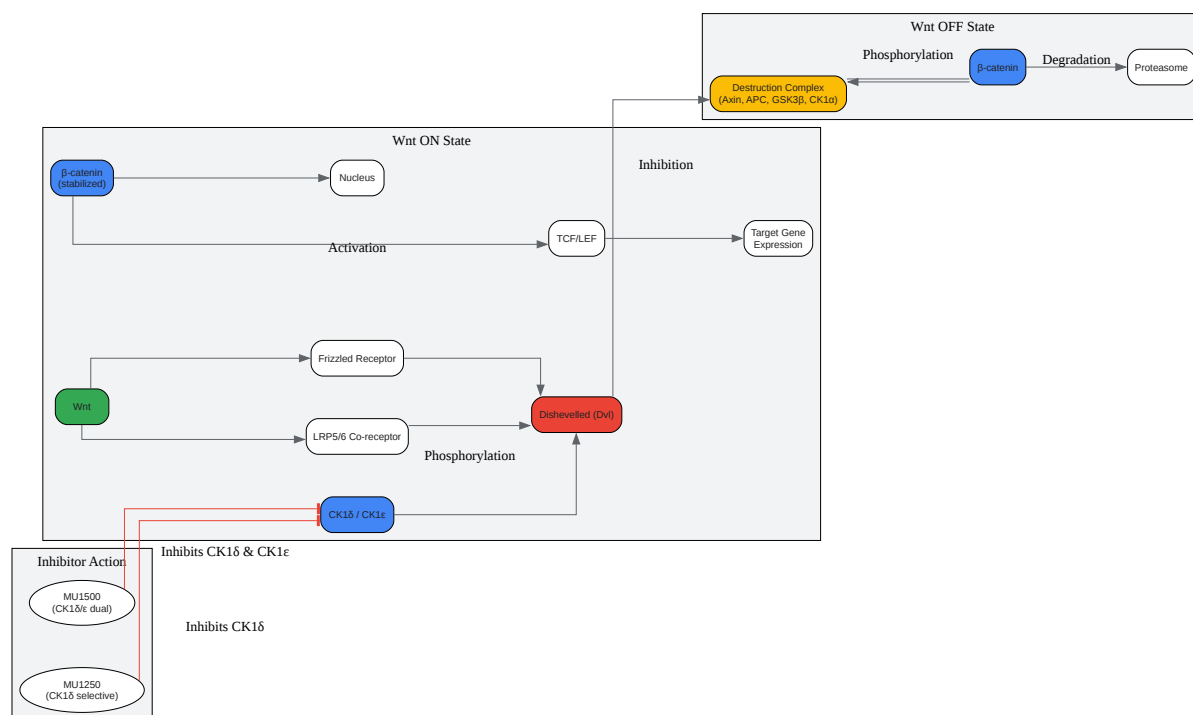 Wnt OFF State
Phosphorylation
β-catenin
Degradation
Proteasome
Destruction Complex
(Axin, APC, GSK3β, CK1α)
Wnt ON State
β-catenin
(stabilized)
Nucleus
Inhibition
Activation
TCF/LEF
Target Gene
Expression
Frizzled Receptor
Wnt
Dishevelled (Dvl)
LRP5/6 Co-receptor
Phosphorylation
CK1δ / CK1ε
Inhibits CK1δ & CK1ε
Inhibitor Action
MU1500
(CK1δ/ε dual)
Inhibits CK1δ
MU1250
(CK1δ selective)